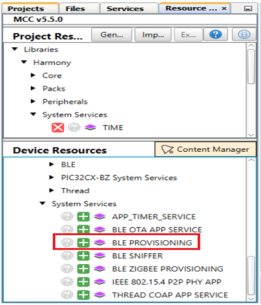 Projects Files Services Resource ... x
MCC v5.5.0
Project Res... Gen... Imp... Ex... ?
Libraries
Harmony
Core
Packs
Peripherals
System Services
TIME
Device Resources Content Manager
BLE
PIC32CX-BZ System Services
Thread
System Services
APP_TIMER_SERVICE
BLE OTA APP SERVICE
BLE PROVISIONING
BLE SNIFFER
BLE ZIGBEE PROVISIONING
IEEE 802.15.4 P2P PHY APP
THREAD COAP APP SERVICE